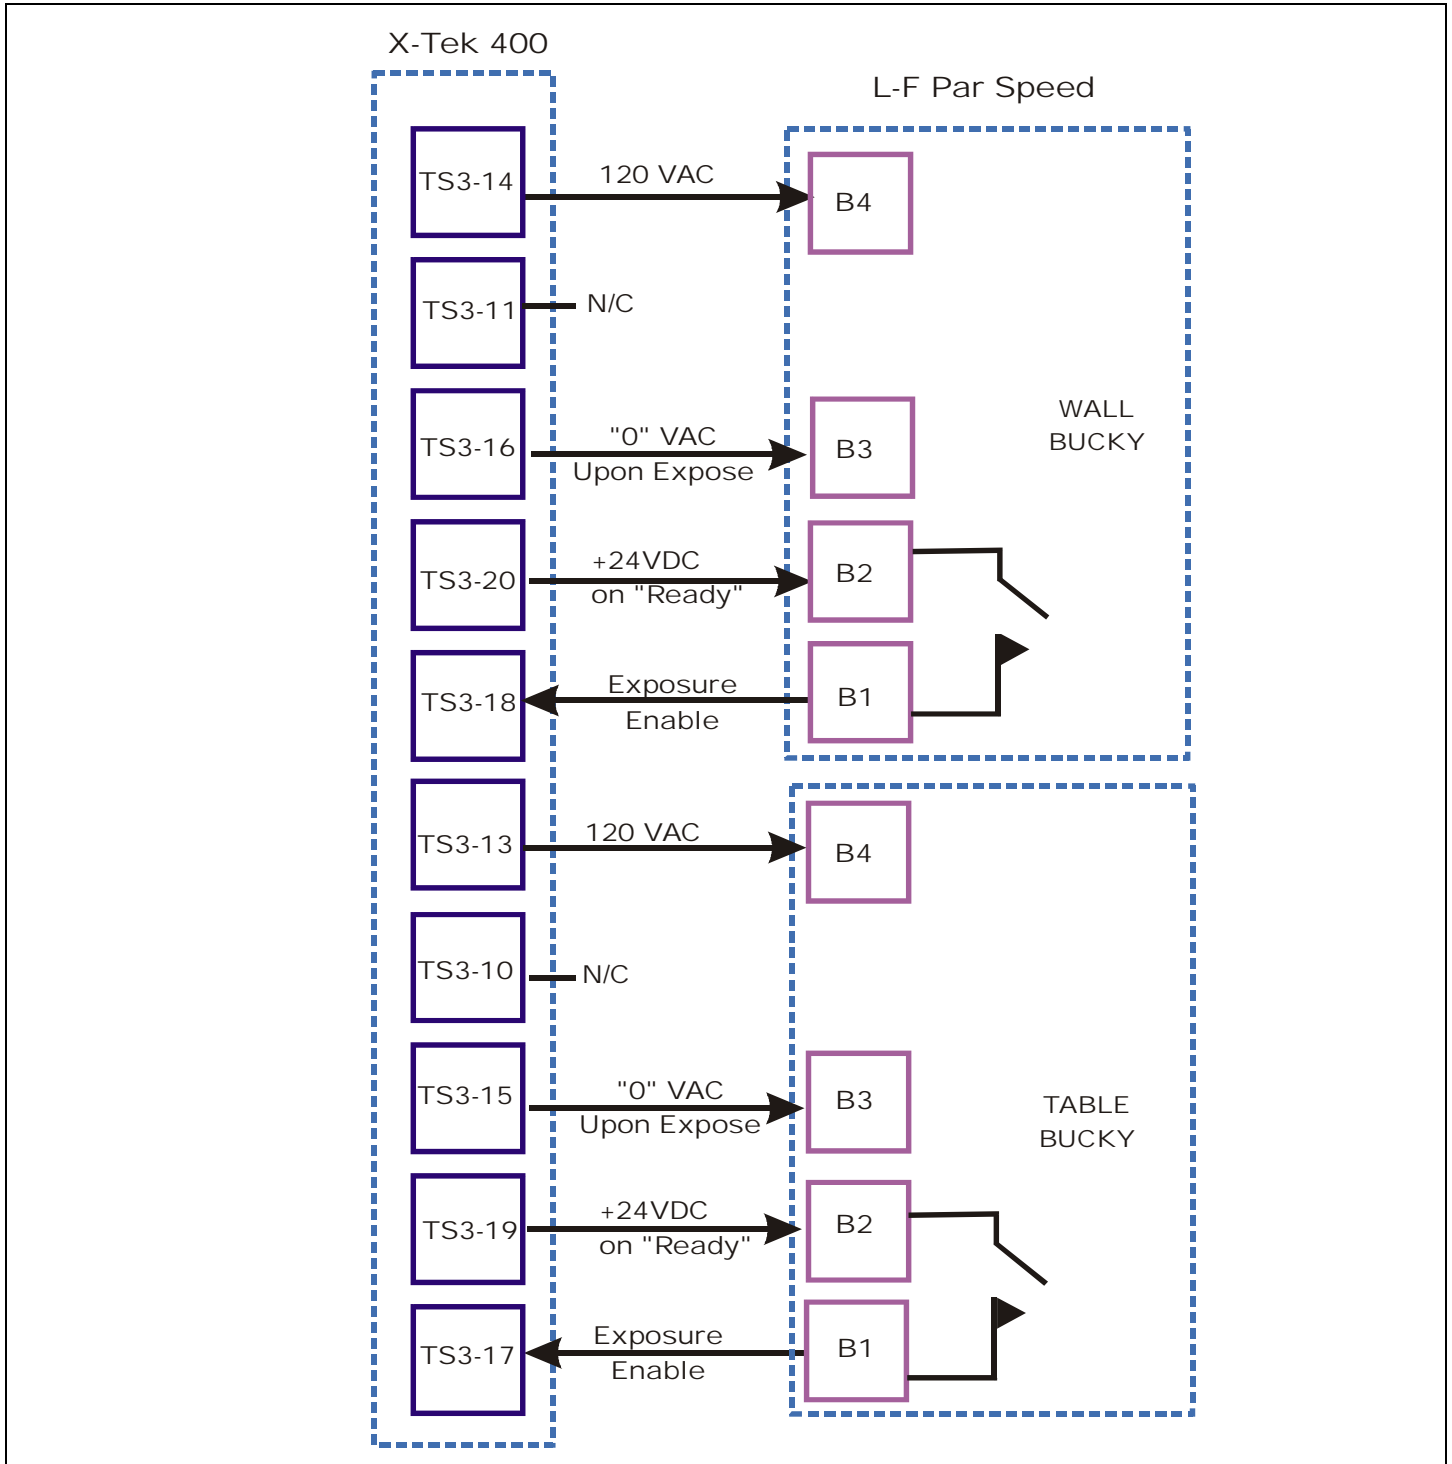 X-Tek 400
L-F Par Speed
TS3-14
120 VAC
B4
TS3-11
N/C
TS3-16
"0" VAC
Upon Expose
B3
WALL
BUCKY
TS3-20
+24VDC
on "Ready"
B2
TS3-18
Exposure
Enable
B1
TS3-13
120 VAC
B4
TS3-10
N/C
TS3-15
"0" VAC
Upon Expose
B3
TABLE
BUCKY
TS3-19
+24VDC
on "Ready"
B2
TS3-17
Exposure
Enable
B1